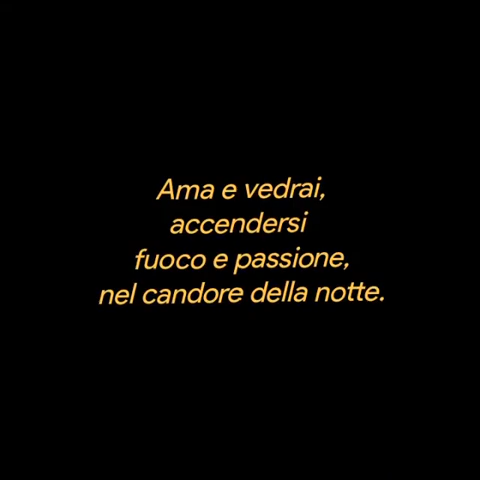 Ama e vedrai,
accendersi
fuoco e passione,
nel candore della notte.